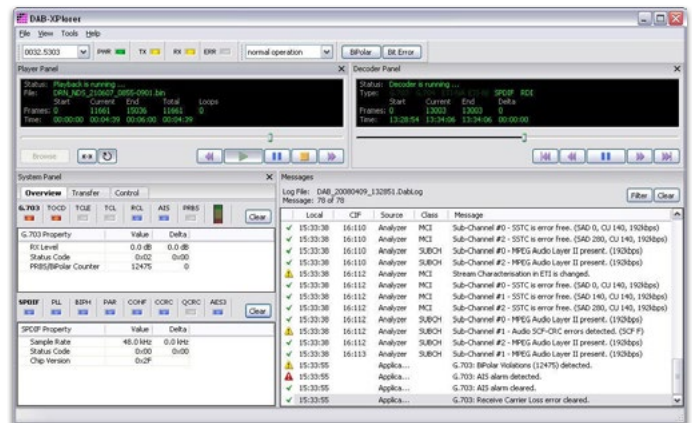 DAB-XPlorer
File View Tools Help
0032.5303 PWR TX RX ERR normal operation BiPolar Bit Error
Player Panel
Status: Playback is running ...
File: DRN_NDS_210607_0855-0901.bin
Start Current End Total Loops
Frames: 0 11661 15036 11661 0
Time: 00:00:00 00:04:39 00:06:00 00:04:39
Browse
Decoder Panel
Status: Decoder is running ...
Type: SPDIF RDI
Start Current End Delta
Frames: 0 13003 13003 0
Time: 13:28:54 13:34:06 13:34:06 00:00:00
System Panel
Overview Transfer Control
G.703 TOCD TCLE TCL RCL AIS PRBS Clear
G.703 Property Value Delta
RX Level 0.0 dB 0.0 dB
Status Code 0x02 0x00
PRBS/BiPolar Counter 12475 0
SPDIF PLL BIPH PAR CONF CCRC QCRC AES3 Clear
SPDIF Property Value Delta
Sample Rate 48.0 kHz 0.0 kHz
Status Code 0x00 0x00
Chip Version 0x2F
Messages
Log File: DAB_20080409_132851.DabLog
Message: 78 of 78
Filter Clear
Local CIF Source Class Message
15:33:38 16:110 Analyzer MCI Sub-Channel #0 - SSTC is error free. (SAD 0, CU 140, 192kbps)
15:33:38 16:110 Analyzer MCI Sub-Channel #2 - SSTC is error free. (SAD 280, CU 140, 192kbps)
15:33:38 16:110 Analyzer SUBCH Sub-Channel #0 - MPEG Audio Layer II present. (192kbps)
15:33:38 16:110 Analyzer SUBCH Sub-Channel #2 - MPEG Audio Layer II present. (192kbps)
15:33:38 16:112 Analyzer MCI Stream Characterisation in ETI is changed.
15:33:38 16:112 Analyzer MCI Sub-Channel #0 - SSTC is error free. (SAD 0, CU 140, 192kbps)
15:33:38 16:112 Analyzer MCI Sub-Channel #1 - SSTC is error free. (SAD 140, CU 140, 192kbps)
15:33:38 16:112 Analyzer MCI Sub-Channel #2 - SSTC is error free. (SAD 280, CU 140, 192kbps)
15:33:38 16:112 Analyzer SUBCH Sub-Channel #0 - MPEG Audio Layer II present. (192kbps)
15:33:38 16:112 Analyzer SUBCH Sub-Channel #1 - Audio SCF-CRC errors detected. (SCF F)
15:33:38 16:112 Analyzer SUBCH Sub-Channel #2 - MPEG Audio Layer II present. (192kbps)
15:33:38 16:113 Analyzer SUBCH Sub-Channel #1 - MPEG Audio Layer II present. (192kbps)
15:33:55 Applica... G.703: BiPolar Violations (12475) detected.
15:33:55 Applica... G.703: AIS alarm detected.
15:33:55 Applica... G.703: AIS alarm cleared.
15:33:55 Applica... G.703: Receive Carrier Loss error cleared.